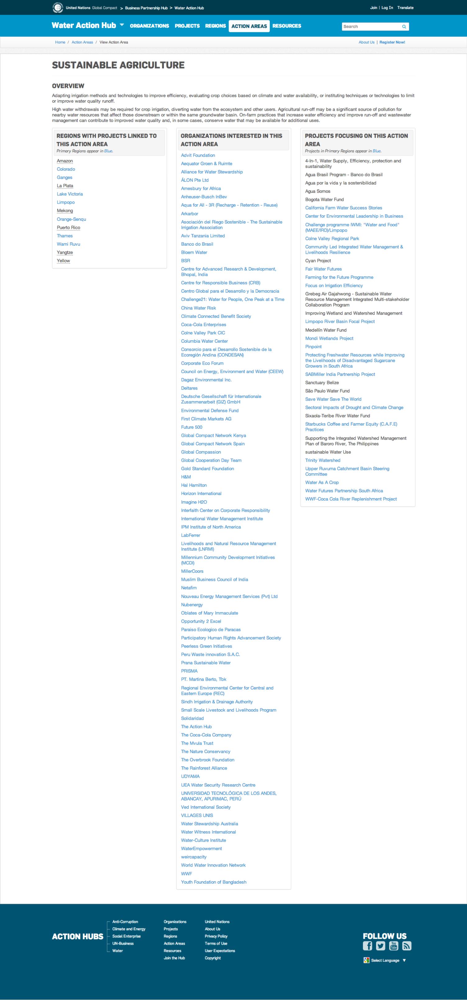 United Nations Global Compact > Business Partnership Hub > Water Action Hub
Join | Log In Translate
Water Action Hub ORGANIZATIONS PROJECTS REGIONS ACTION AREAS RESOURCES
Search
Home / Action Areas / View Action Area
About Us | Register Now!
SUSTAINABLE AGRICULTURE
OVERVIEW
Adapting irrigation methods and technologies to improve efficiency, evaluating crop choices based on climate and water availability, or instituting techniques or technologies to limit
or improve water quality runoff.
High water withdrawals may be required for crop irrigation, diverting water from the ecosystem and other users. Agricultural run-off may be a significant source of pollution for
nearby water resources that affect those downstream or within the same groundwater basin. On-farm practices that increase water efficiency and improve run-off and wastewater
management can contribute to improved water quality and, in some cases, conserve water that may be available for additional uses.
REGIONS WITH PROJECTS LINKED TO
THIS ACTION AREA
Primary Regions appear in Blue.
Amazon
Colorado
Ganges
La Plata
Lake Victoria
Limpopo
Mekong
Orange-Senqu
Puerto Rico
Thames
Wami Ruvu
Yangtze
Yellow
ORGANIZATIONS INTERESTED IN THIS
ACTION AREA
Advit Foundation
Aequator Groen & Ruimte
Alliance for Water Stewardship
ÁLON Pte Ltd
Amesbury for Africa
Anheuser-Busch InBev
Aqua for All - 3R (Recharge - Retention - Reuse)
Arkarbor
Asociación del Riego Sostenible - The Sustainable
Irrigation Association
Aviv Tanzania Limited
Banco do Brasil
Bloem Water
BSR
Centre for Advanced Research & Development,
Bhopal, India
Centre for Responsible Business (CRB)
Centro Global para el Desarrollo y la Democracia
Challenge21: Water for People, One Peak at a Time
China Water Risk
Climate Connected Benefit Society
Coca-Cola Enterprises
Colne Valley Park CIC
Columbia Water Center
Consorcio para el Desarrollo Sostenible de la
Ecoregión Andina (CONDESAN)
Corporate Eco Forum
Council on Energy, Environment and Water (CEEW)
Dagaz Environmental Inc.
Deltares
Deutsche Gesellschaft für Internationale
Zusammenarbeit (GIZ) GmbH
Environmental Defense Fund
First Climate Markets AG
Future 500
Global Compact Network Kenya
Global Compact Network Spain
Global Compassion
Global Cooperation Day Team
Gold Standard Foundation
H&M
Hal Hamilton
Horizon International
Imagine H2O
Interfaith Center on Corporate Responsibility
International Water Management Institute
IPM Institute of North America
LabFerrer
Livelihoods and Natural Resource Management
Institute (LNRMI)
Millennium Community Development Initiatives
(MCDI)
MillerCoors
Muslim Business Council of India
Netafim
Nouveau Energy Management Services (Pvt) Ltd
Nubenergy
Oblates of Mary Immaculate
Opportunity 2 Excel
Paraiso Ecologico de Paracas
Participatory Human Rights Advancement Society
Peerless Green Initiatives
Peru Waste innovation S.A.C.
Prana Sustainable Water
PRISMA
PT. Martina Berto, Tbk
Regional Environmental Center for Central and
Eastern Europe (REC)
Sindh Irrigation & Drainage Authority
Small Scale Livestock and Livelihoods Program
Solidaridad
The Action Hub
The Coca-Cola Company
The Mvula Trust
The Nature Conservancy
The Overbrook Foundation
The Rainforest Alliance
UDYAMA
UEA Water Security Research Centre
UNIVERSIDAD TECNOLÓGICA DE LOS ANDES,
ABANCAY, APURIMAC, PERÚ
Ved International Society
VILLAGES UNIS
Water Stewardship Australia
Water Witness International
Water-Culture Institute
WaterEmpowerment
weircapacity
World Water Innovation Network
WWF
Youth Foundation of Bangladesh
PROJECTS FOCUSING ON THIS ACTION
AREA
Projects in Primary Regions appear in Blue.
4-In-1, Water Supply, Efficiency, protection and
sustainability
Agua Brasil Program - Banco do Brasil
Agua por la vida y la sostenibilidad
Agua Somos
Bogota Water Fund
California Farm Water Success Stories
Center for Environmental Leadership in Business
Challenge programme IWMI: "Water and Food"
(MAEE/IRD)/Limpopo
Colne Valley Regional Park
Community Led Integrated Water Management &
Livelihoods Resilience
Cyan Project
Fair Water Futures
Farming for the Future Programme
Focus on Irrigation Efficiency
Grebeg Air Gajahwong - Sustainable Water
Resource Management Integrated Multi-stakeholder
Collaboration Program
Improving Wetland and Watershed Management
Limpopo River Basin Focal Project
Medellín Water Fund
Mondi Wetlands Project
Pinpoint
Protecting Freshwater Resources while Improving
the Livelihoods of Disadvantaged Sugarcane
Growers in South Africa
SABMiller India Partnership Project
Sanctuary Belize
São Paulo Water Fund
Save Water Save The World
Sectoral Impacts of Drought and Climate Change
Sixaola-Teribe River Water Fund
Starbucks Coffee and Farmer Equity (C.A.F.E)
Practices
Supporting the Integrated Watershed Management
Plan of Baroro River, The Philippines
sustainable Water Use
Trinity Watershed
Upper Ruvuma Catchment Basin Steering
Committee
Water As A Crop
Water Futures Partnership South Africa
WWF-Coca Cola River Replenishment Project
ACTION HUBS
Anti-Corruption
Climate and Energy
Social Enterprise
UN-Business
Water
Organizations
Projects
Regions
Action Areas
Resources
Join the Hub
United Nations
About Us
Privacy Policy
Terms of Use
User Expectations
Copyright
FOLLOW US
You Tube
Select Language ▼